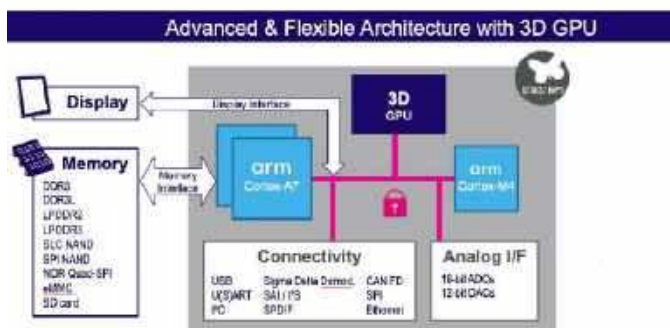 Advanced & Flexible Architecture with 3D GPU
Display
Display Interface
3D
GPU
Memory
DDR3
DDR3L
LPDDR2
LPDDR3
SLC NAND
SPI NAND
NOR Quad-SPI
eMMC
SD card
Memory
Interface
arm
Cortex-A7
arm
Cortex-M4
Connectivity
USB Sigma Delta Demod. CAN FD
U(S)ART SAI / I²S SPI
I²C SPDIF Ethernet
Analog I/F
16-bit ADCs
12-bit DACs